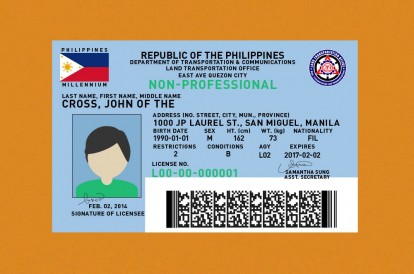 PHILIPPINES
MILLENNIUM
REPUBLIC OF THE PHILIPPINES
DEPARTMENT OF TRANSPORTATION & COMMUNICATIONS
LAND TRANSPORTATION OFFICE
EAST AVE QUEZON CITY
NON-PROFESSIONAL
LAST NAME, FIRST NAME, MIDDLE NAME
CROSS, JOHN OF THE
ADDRESS (NO. STREET, CITY, MUN., PROVINCE)
1000 JP LAUREL ST., SAN MIGUEL, MANILA
BIRTH DATE SEX HT. (cm) WT. (kg) NATIONALITY
1990-01-01 M 162 73 FIL
RESTRICTIONS CONDITIONS AGY EXPIRES
2 B L02 2017-02-02
LICENSE NO.
L00-00-000001
SAMANTHA SUNG
ASST. SECRETARY
FEB. 02, 2014
SIGNATURE OF LICENSEE